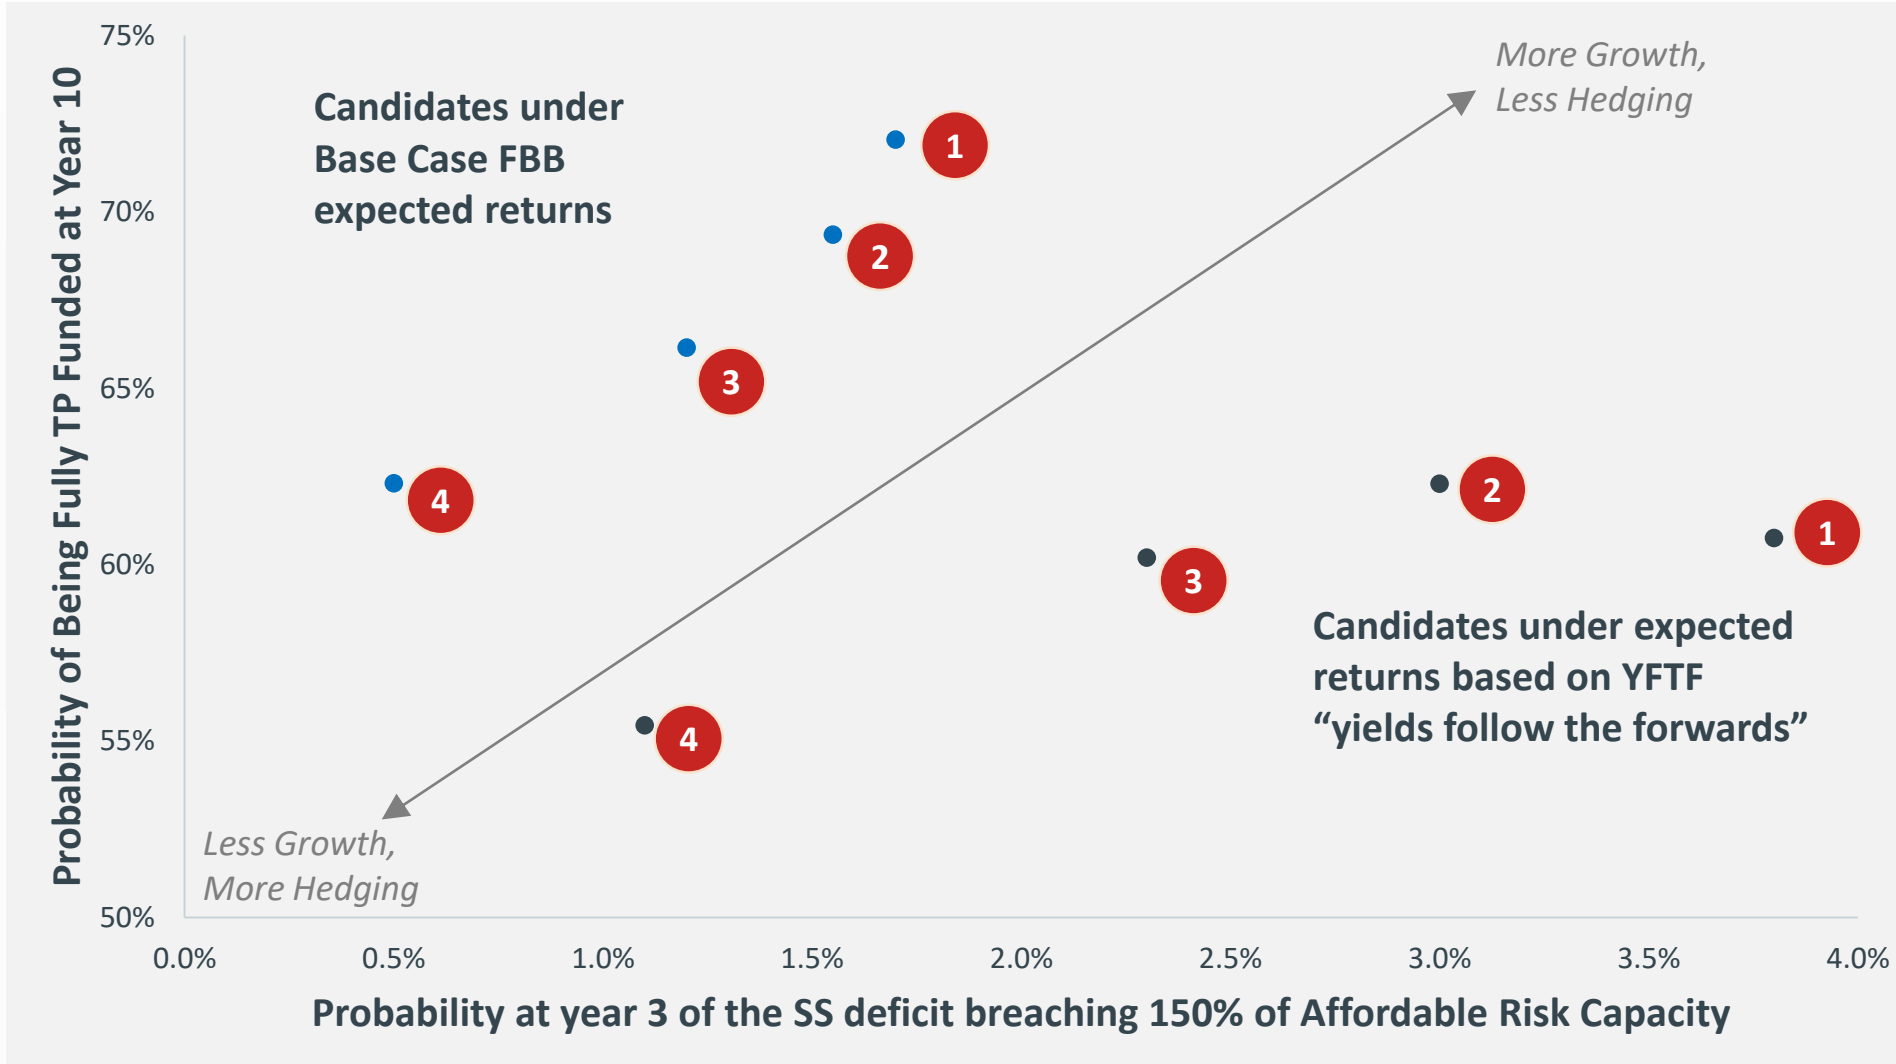 Probability of Being Fully TP Funded at Year 10
75%
70%
65%
60%
55%
50%
Candidates under
Base Case FBB
expected returns
More Growth,
Less Hedging
1
2
3
4
2
1
3
4
Candidates under expected
returns based on YFTF
“yields follow the forwards”
Less Growth,
More Hedging
0.0%
0.5%
1.0%
1.5%
2.0%
2.5%
3.0%
3.5%
4.0%
Probability at year 3 of the SS deficit breaching 150% of Affordable Risk Capacity